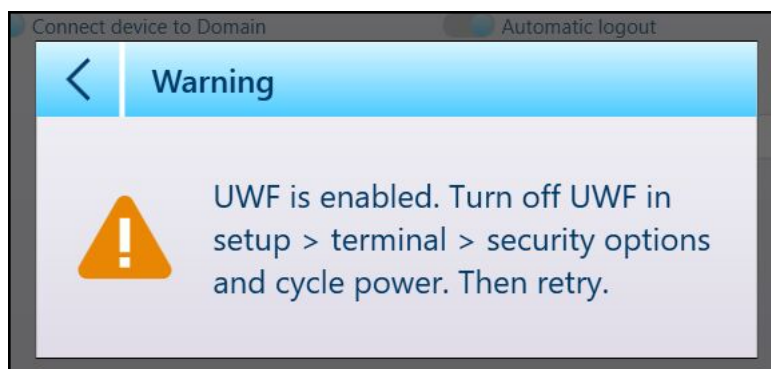 Connect device to Domain
Automatic logout
Warning
UWF is enabled. Turn off UWF in
setup > terminal > security options
and cycle power. Then retry.